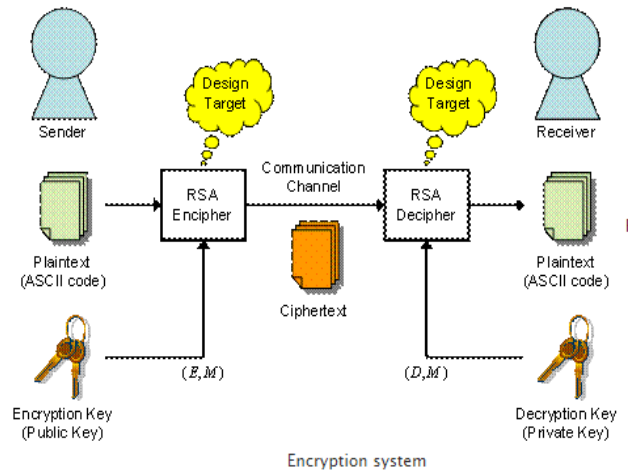 Design
Target
Design
Target
Sender
Receiver
Communication
Channel
RSA
Encipher
RSA
Decipher
Plaintext
(ASCII code)
Ciphertext
Plaintext
(ASCII code)
(E,M)
(D,M)
Encryption Key
(Public Key)
Decryption Key
(Private Key)
Encryption system